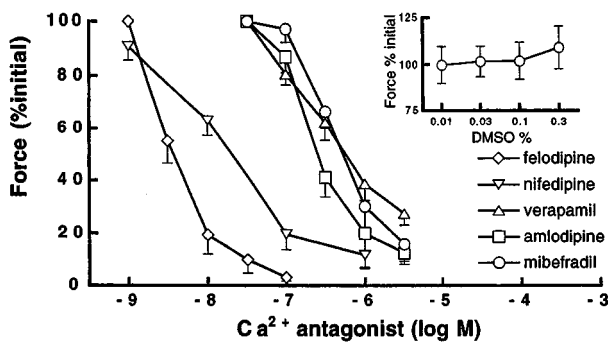 Force (%initial)
100
80
60
40
20
0
-9
-8
-7
-6
-5
-4
-3
Ca2+ antagonist (log M)
Force % initial
125
100
75
0.01
0.03
0.1
0.3
DMSO %
felodipine
nifedipine
verapamil
amlodipine
mibefradil